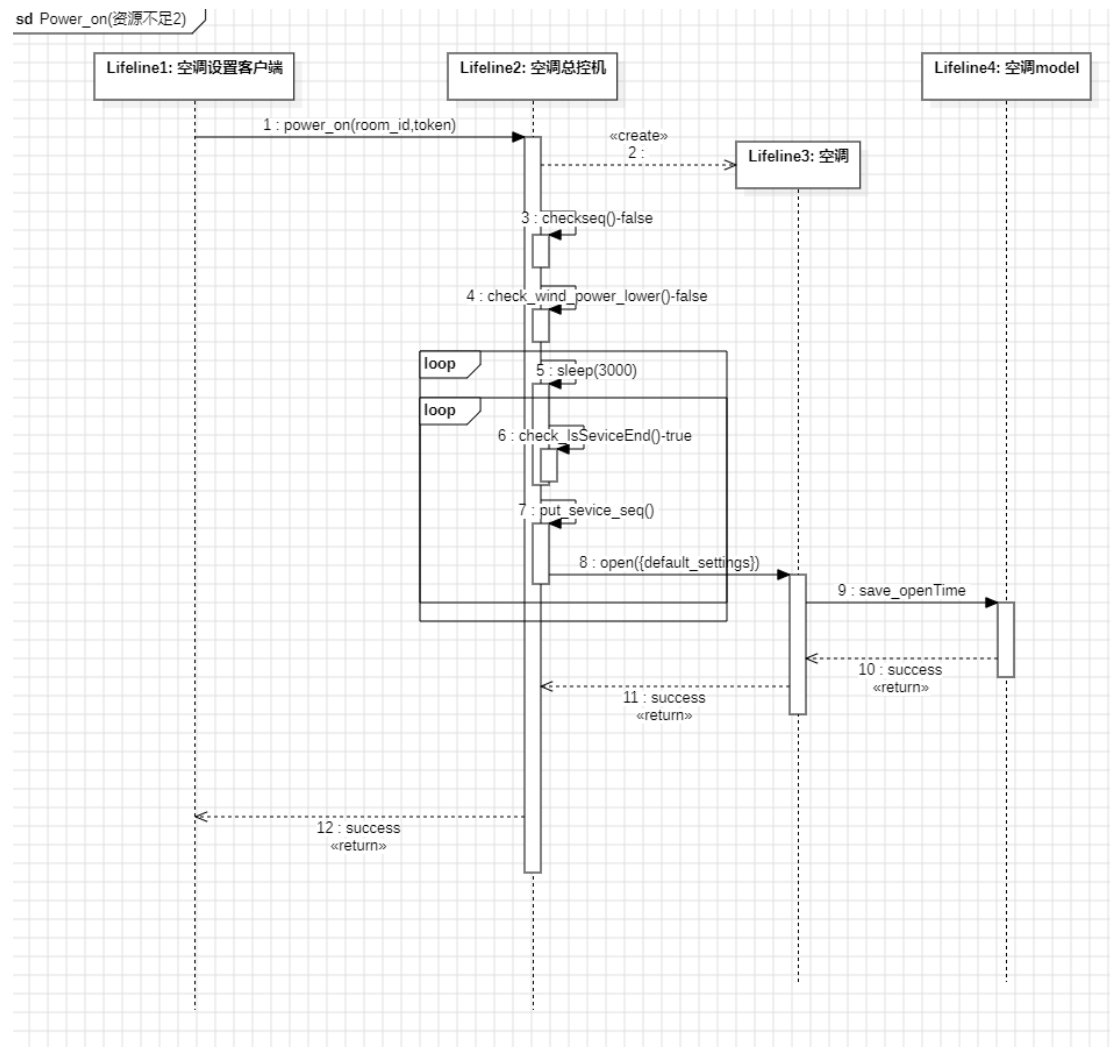 sd Power_on(资源不足2)
Lifeline1: 空调设置客户端
Lifeline2: 空调总控机
Lifeline4: 空调model
1 : power_on(room_id,token)
«create»
2 :
Lifeline3: 空调
3 : checkseq()-false
4 : check_wind_power_lower()-false
loop
5 : sleep(3000)
loop
6 : check_IsSeviceEnd()-true
7 : put_sevice_seq()
8 : open({default_settings})
9 : save_openTime
10 : success
«return»
11 : success
«return»
12 : success
«return»